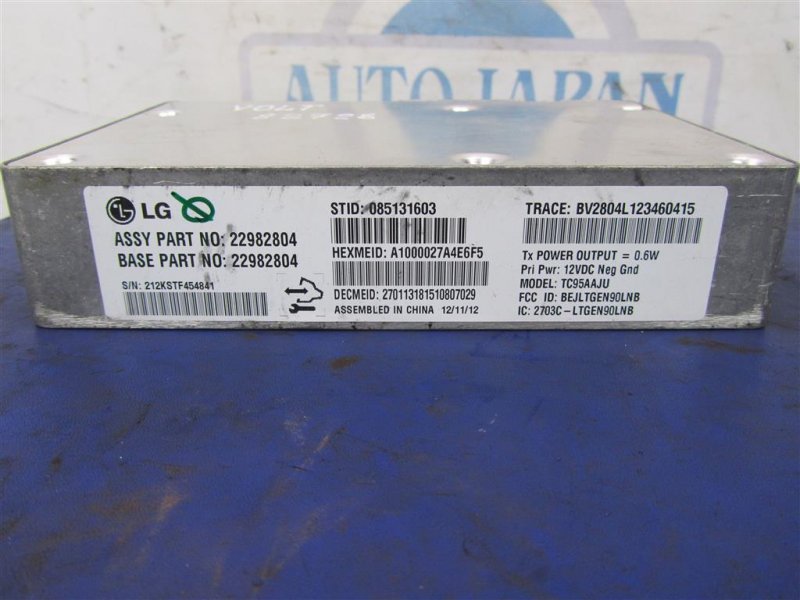 AUTO JAPAN
VOLT
LG
ASSY PART NO: 22982804
BASE PART NO: 22982804
S/N: 212KSTF454841
STID: 085131603
HEXMEID: A1000027A4E6F5
DECMEID: 270113181510807029
ASSEMBLED IN CHINA 12/11/12
TRACE: BV2804L123460415
Tx POWER OUTPUT = 0.6W
Pri Pwr: 12VDC Neg Gnd
MODEL: TC95AAJU
FCC ID: BEJLTGEN90LNB
IC: 2703C-LTGEN90LNB